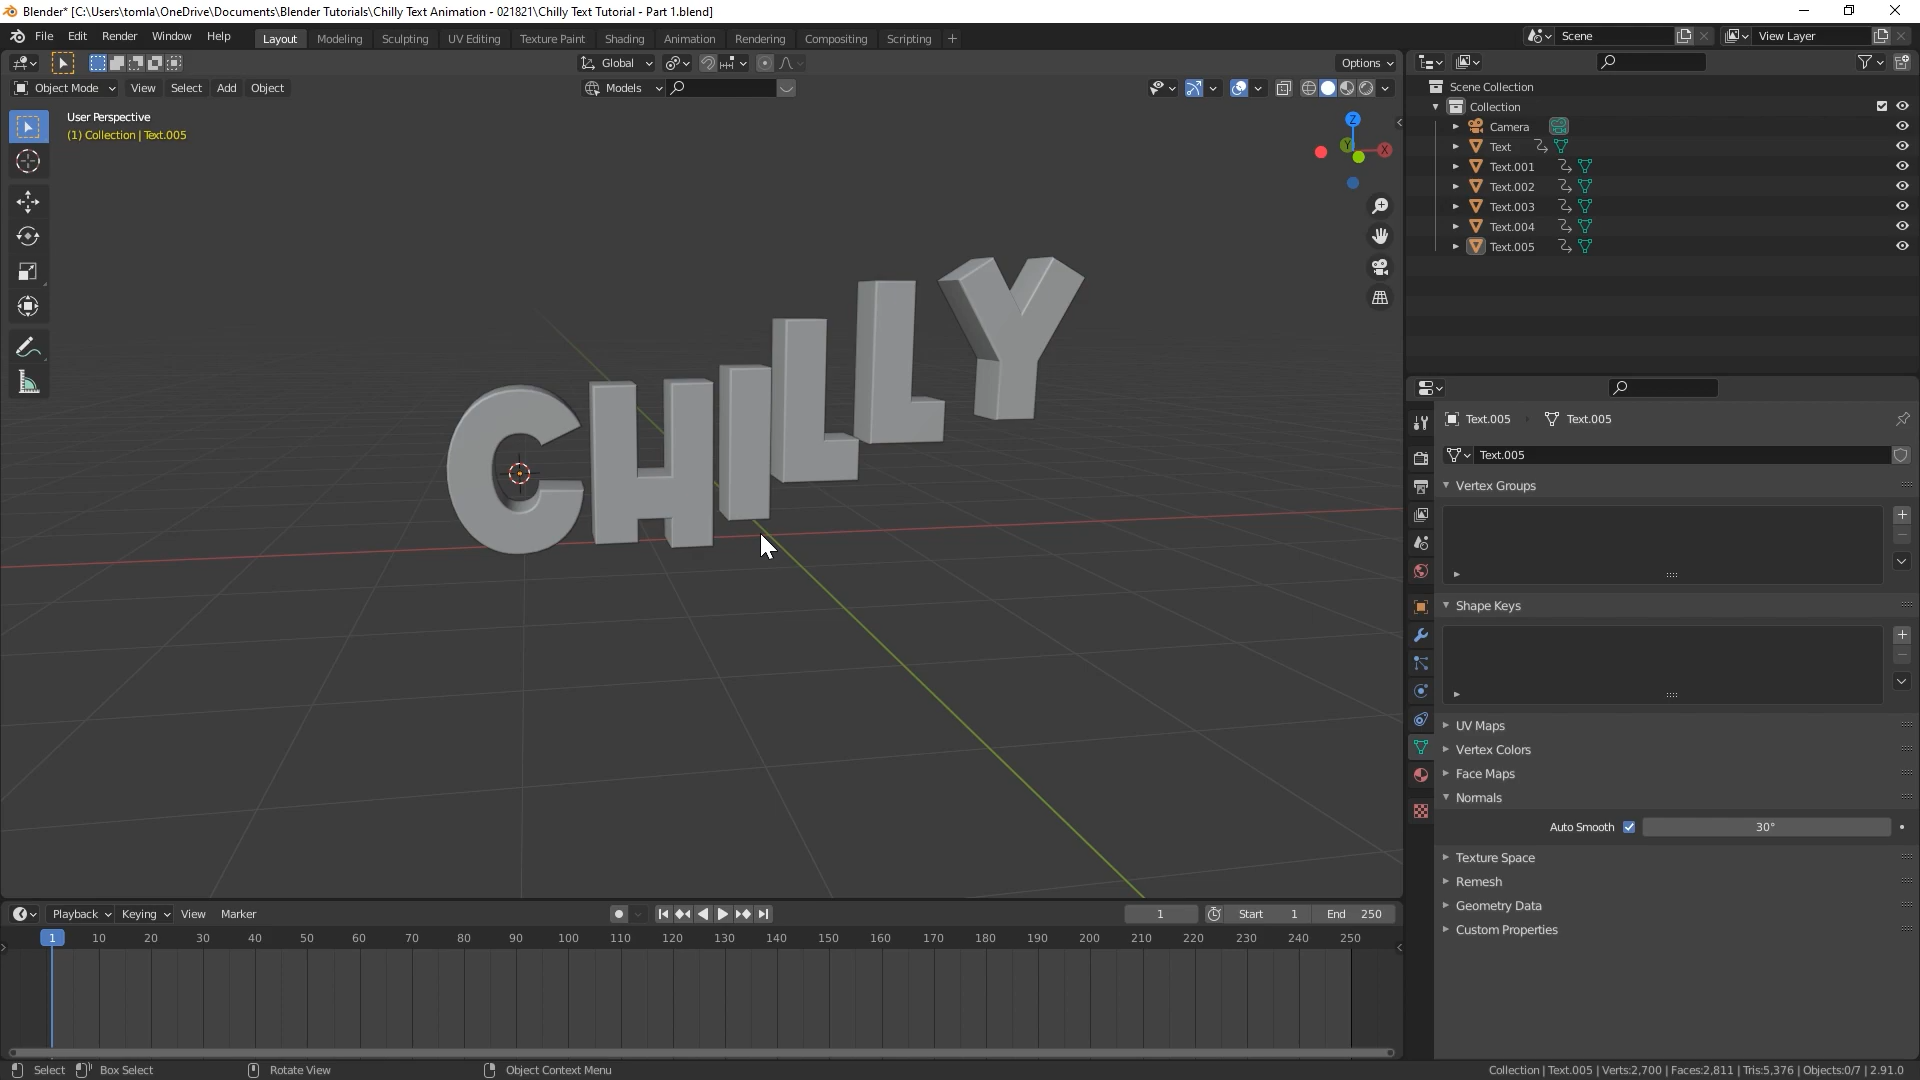 Blender* [C:\Users\tomla\OneDrive\Documents\Blender Tutorials\Chilly Text Animation - 021821\Chilly Text Tutorial - Part 1.blend]
File Edit Render Window Help Layout Modeling Sculpting UV Editing Texture Paint Shading Animation Rendering Compositing Scripting + Scene View Layer
Global Options
Object Mode View Select Add Object Models
User Perspective
(1) Collection | Text.005
Z
Y
X
CHILLY
Scene Collection
Collection
Camera
Text
Text.001
Text.002
Text.003
Text.004
Text.005
Text.005 Text.005
Text.005
Vertex Groups
Shape Keys
UV Maps
Vertex Colors
Face Maps
Normals
Auto Smooth 30°
Texture Space
Remesh
Geometry Data
Custom Properties
Playback Keying View Marker 1 Start 1 End 250
1 10 20 30 40 50 60 70 80 90 100 110 120 130 140 150 160 170 180 190 200 210 220 230 240 250
Select Box Select Rotate View Object Context Menu Collection | Text.005 | Verts:2,700 | Faces:2,811 | Tris:5,376 | Objects:0/7 | 2.91.0